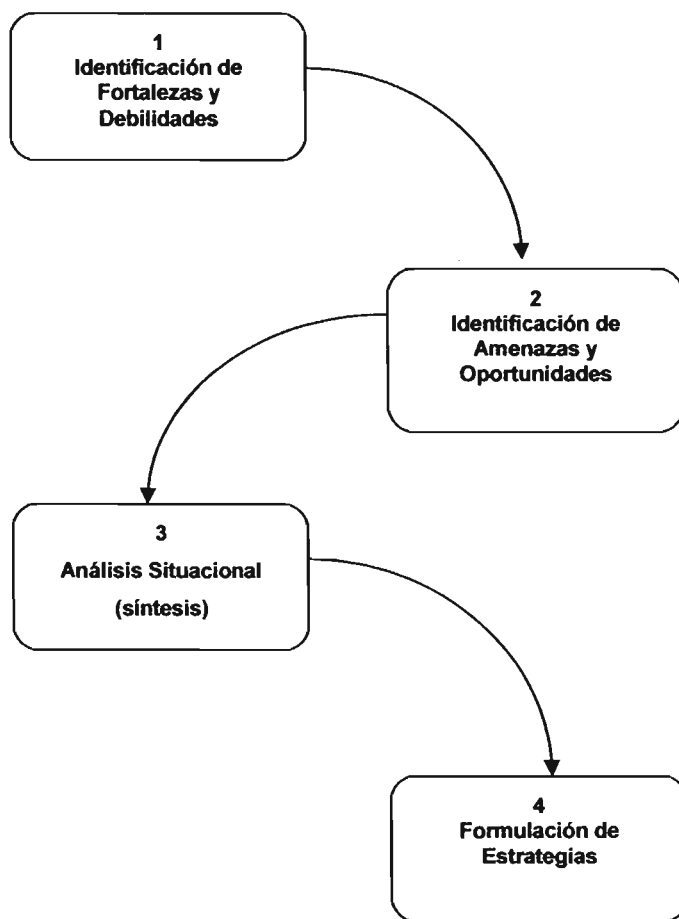 1
Identificación de
Fortalezas y
Debilidades
2
Identificación de
Amenazas y
Oportunidades
3
Análisis Situacional
(síntesis)
4
Formulación de
Estrategias